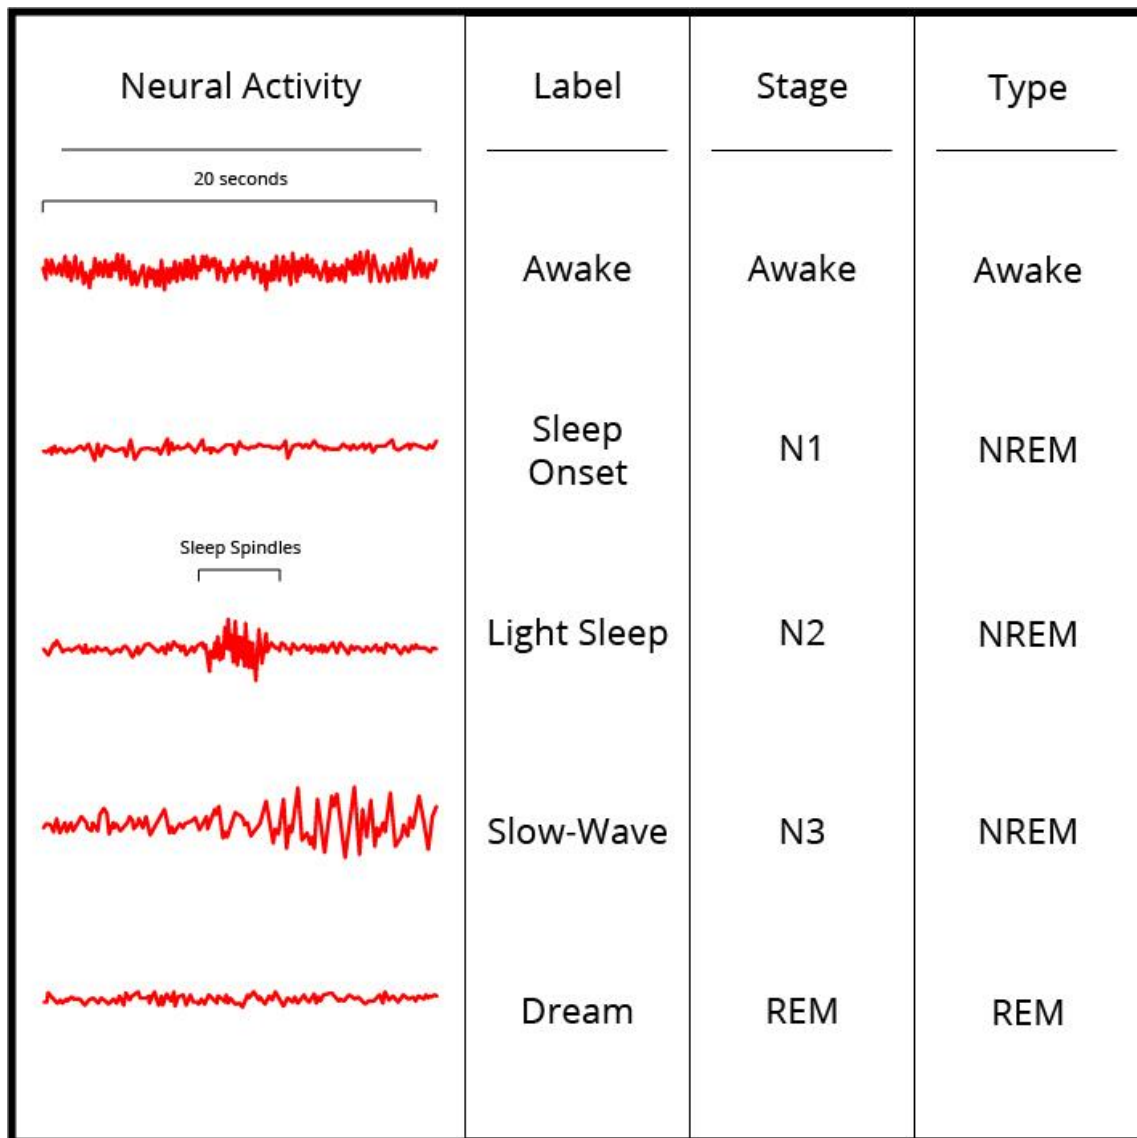 Neural Activity
Label
Stage
Type
20 seconds
Awake
Awake
Awake
Sleep
Onset
N1
NREM
Sleep Spindles
Light Sleep
N2
NREM
Slow-Wave
N3
NREM
Dream
REM
REM